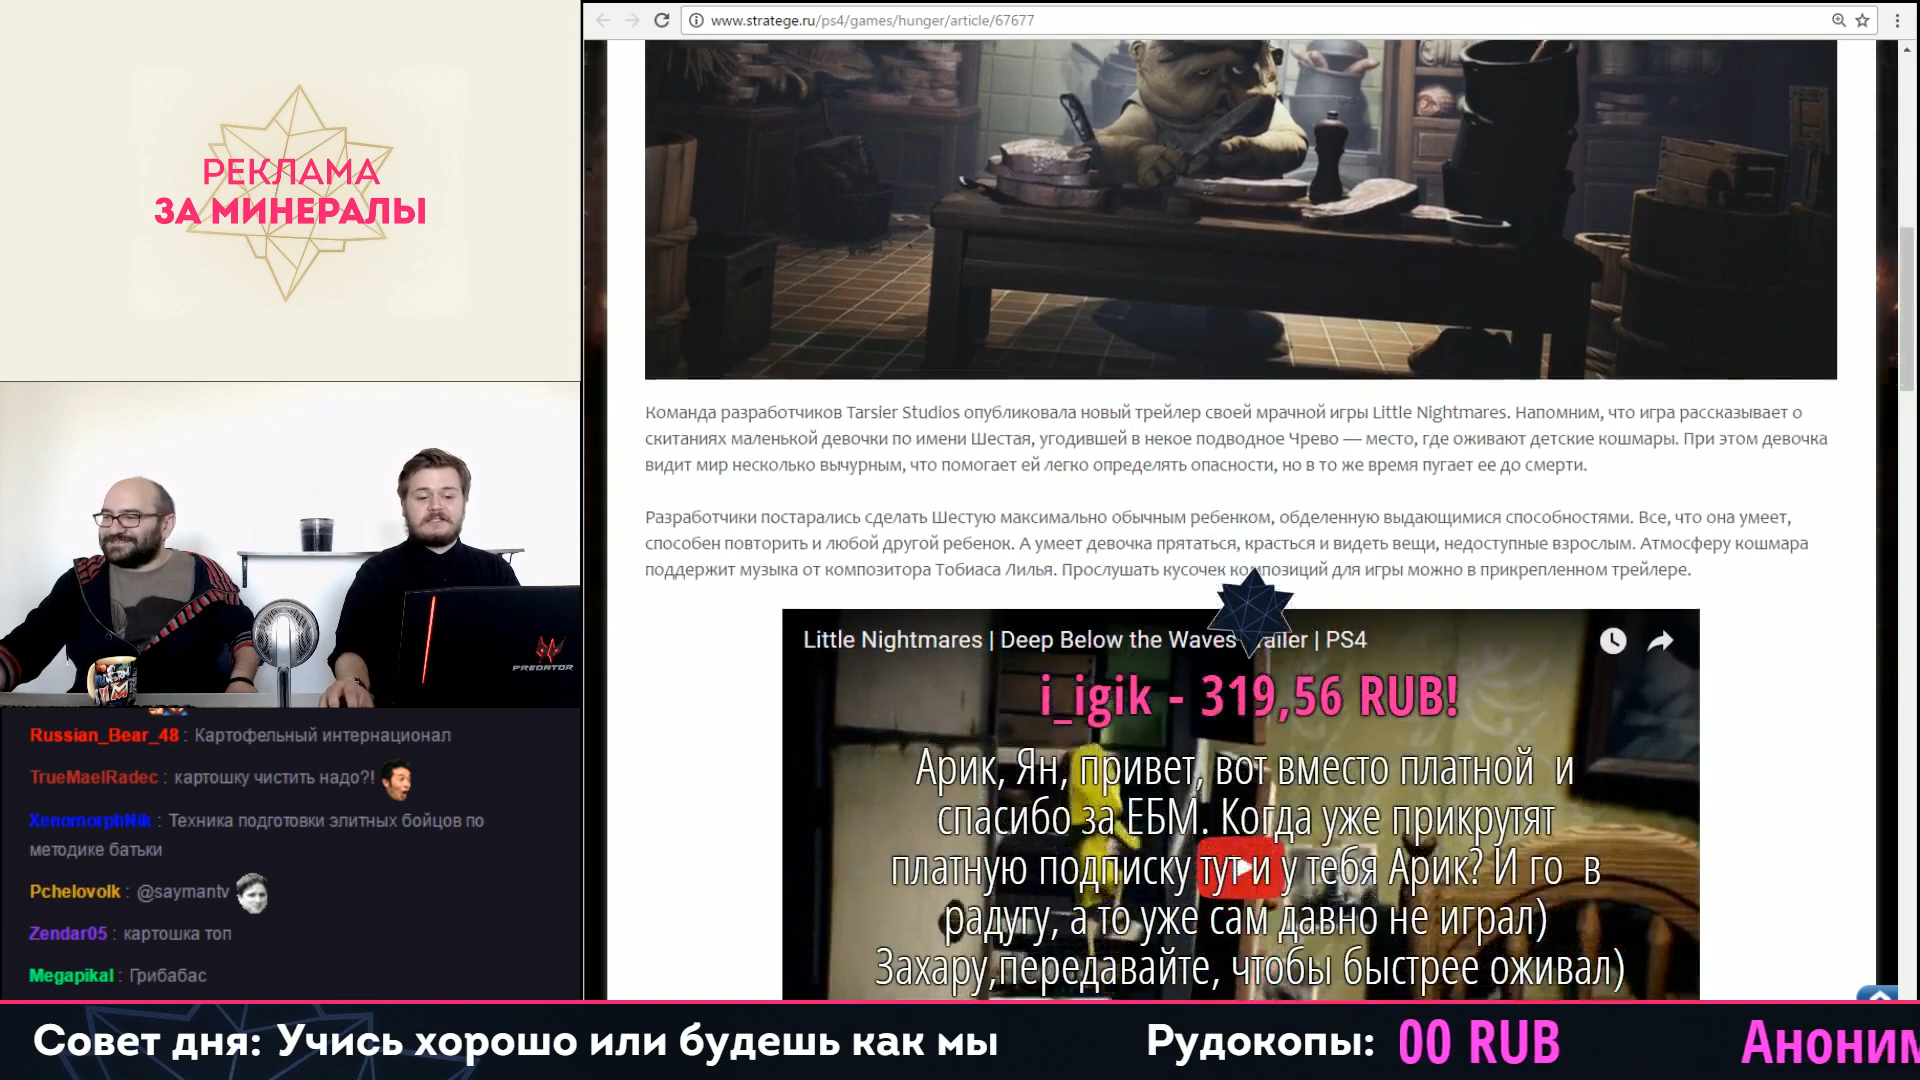 www.stratege.ru/ps4/games/hunger/article/67677
РЕКЛАМА
ЗА МИНЕРАЛЫ
Команда разработчиков Tarsier Studios опубликовала новый трейлер своей мрачной игры Little Nightmares. Напомним, что игра рассказывает о
скитаниях маленькой девочки по имени Шестая, угодившей в некое подводное Чрево — место, где оживают детские кошмары. При этом девочка
видит мир несколько вычурным, что помогает ей легко определять опасности, но в то же время пугает ее до смерти.
Разработчики постарались сделать Шестую максимально обычным ребенком, обделенную выдающимися способностями. Все, что она умеет,
способен повторить и любой другой ребенок. А умеет девочка прятаться, красться и видеть вещи, недоступные взрослым. Атмосферу кошмара
поддержит музыка от композитора Тобиаса Лилья. Прослушать кусочек композиций для игры можно в прикрепленном трейлере.
Little Nightmares | Deep Below the Waves Trailer | PS4
i_igik - 319,56 RUB!
Арик, Ян, привет, вот вместо платной и
спасибо за ЕБМ. Когда уже прикрутят
платную подписку тут и у тебя Арик? И го в
радугу, а то уже сам давно не играл)
Захару,передавайте, чтобы быстрее оживал)
PREDATOR
Russian_Bear_48 : Картофельный интернационал
TrueMaelRadec : картошку чистить надо?!
XenomorphNik : Техника подготовки элитных бойцов по
методике батьки
Pchelovolk : @saymantv
Zendar05 : картошка топ
Megapikal : Грибабас
Совет дня: Учись хорошо или будешь как мы
Рудокопы: 00 RUB
Аноним